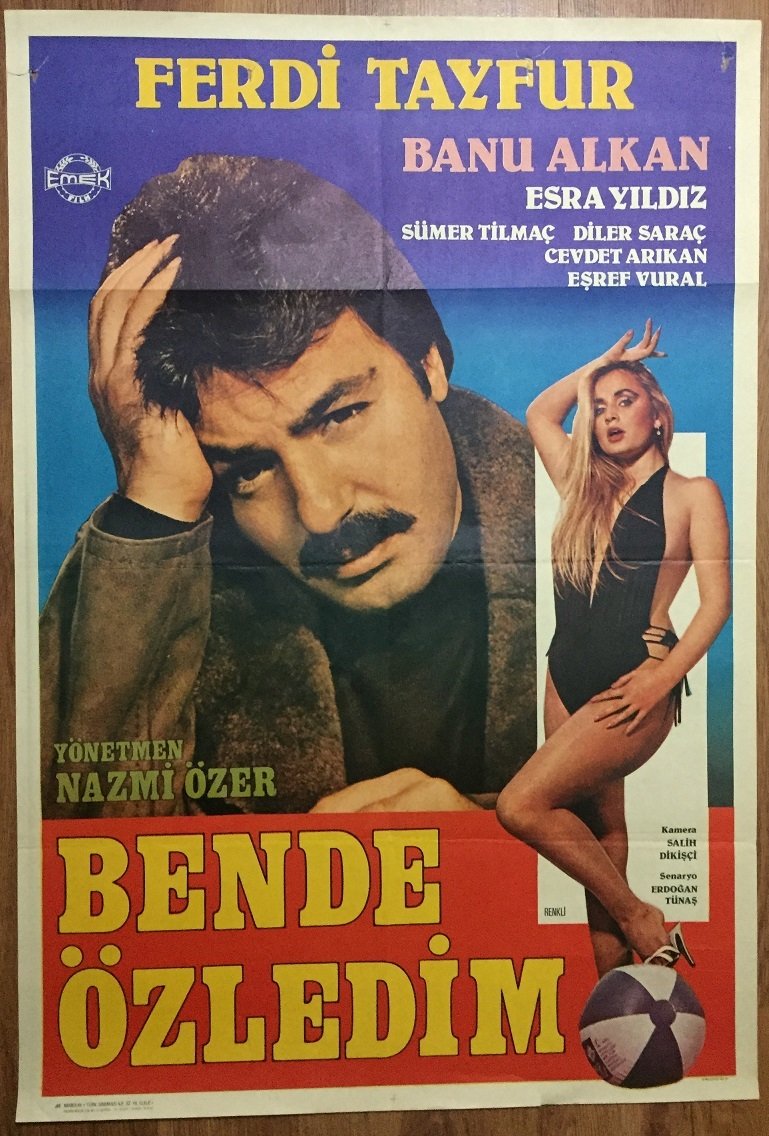 FERDİ TAYFUR
BANU ALKAN
EMEK
FİLM
ESRA YILDIZ
SÜMER TİLMAÇ DİLER SARAÇ
CEVDET ARIKAN
EŞREF VURAL
YÖNETMEN
NAZMİ ÖZER
Kamera
SALİH
DİKİŞÇİ
Senaryo
ERDOĞAN
TÜNAŞ
RENKLİ
BENDE
ÖZLEDİM